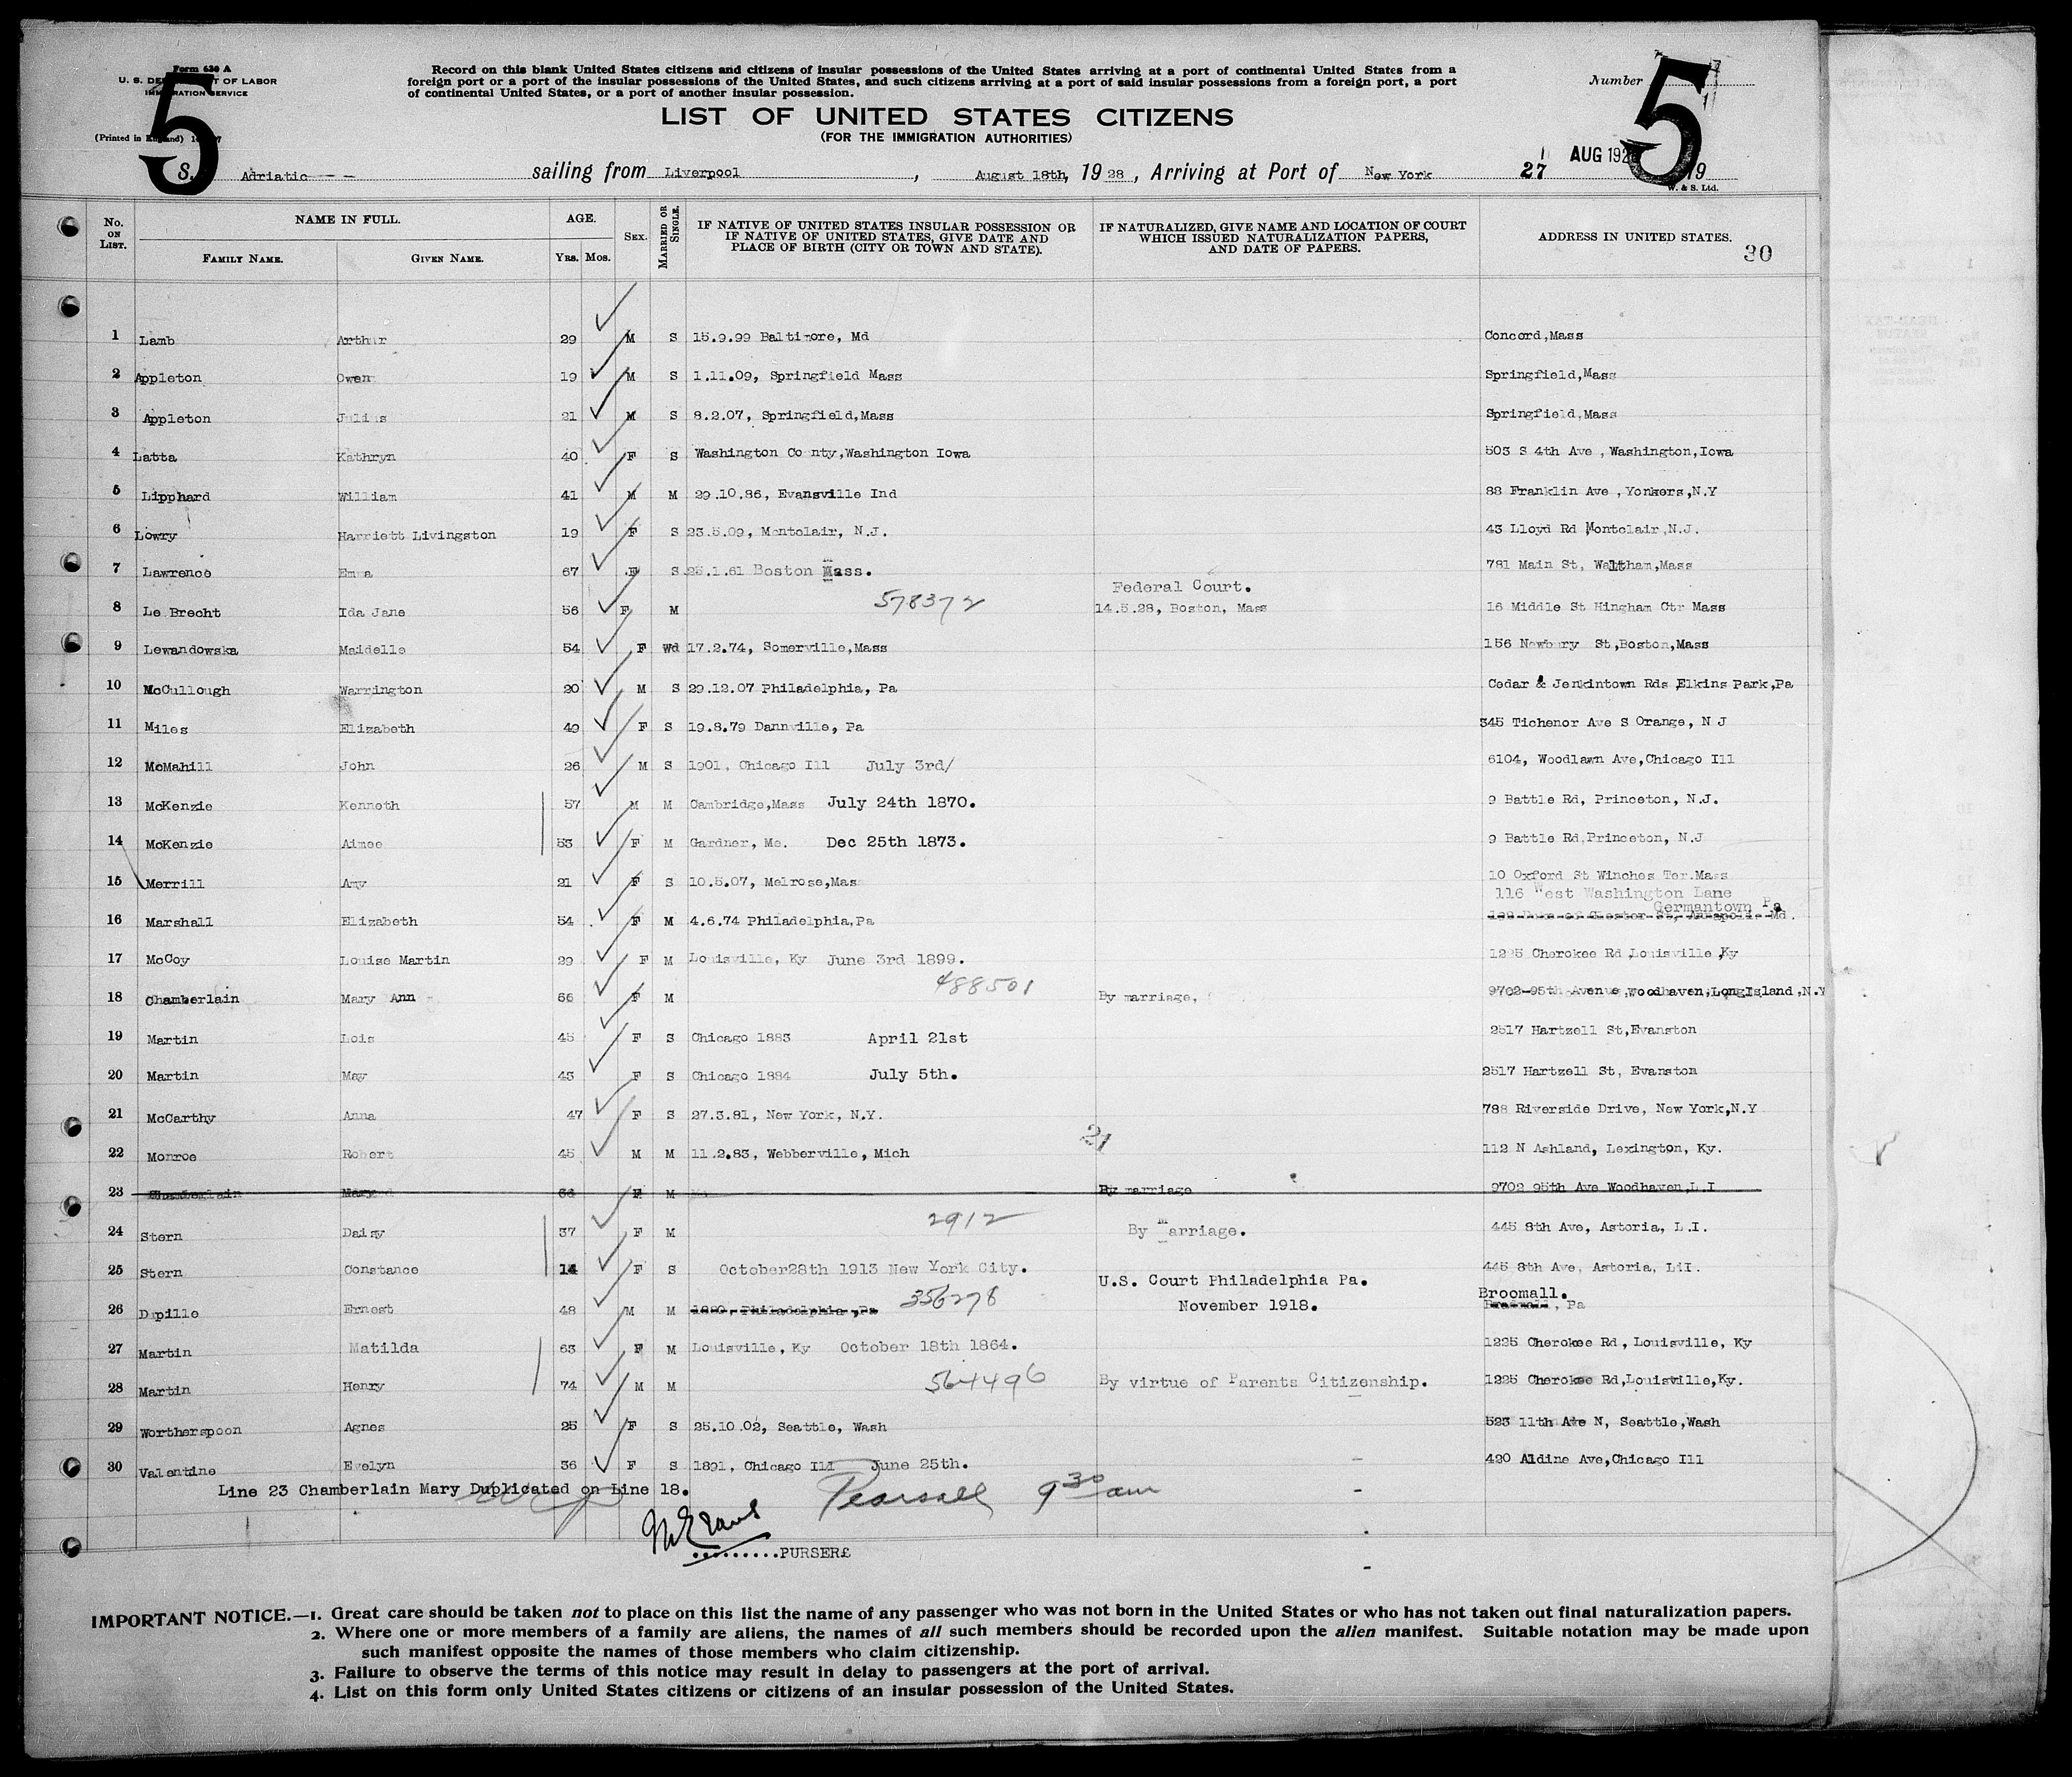 Form 630 A
U. S. DEPARTMENT OF LABOR
IMMIGRATION SERVICE
(Printed in England)
5
Record on this blank United States citizens and citizens of insular possessions of the United States arriving at a port of continental United States from a
foreign port or a port of the insular possessions of the United States, and such citizens arriving at a port of said insular possessions from a foreign port, a port
of continental United States, or a port of another insular possession.
Number
5
LIST OF UNITED STATES CITIZENS
(FOR THE IMMIGRATION AUTHORITIES)
S. Adriatic sailing from Liverpool, August 18th, 19 28, Arriving at Port of New York 27 AUG 192 19
W. & S. Ltd.
No. ON LIST. NAME IN FULL. FAMILY NAME. GIVEN NAME. AGE. YRS. MOS. SEX. MARRIED OR SINGLE. IF NATIVE OF UNITED STATES INSULAR POSSESSION OR IF NATIVE OF UNITED STATES, GIVE DATE AND PLACE OF BIRTH (CITY OR TOWN AND STATE). IF NATURALIZED, GIVE NAME AND LOCATION OF COURT WHICH ISSUED NATURALIZATION PAPERS, AND DATE OF PAPERS. ADDRESS IN UNITED STATES.
30
1 Lamb Arthur 29 M S 15.9.99 Baltimore, Md Concord,Mass
2 Appleton Owen 19 M S 1.11.09, Springfield Mass Springfield,Mass
3 Appleton Julius 21 M S 8.2.07, Springfield,Mass Springfield,Mass
4 Latta Kathryn 40 F S Washington County,Washington Iowa 503 S 4th Ave , Washington,Iowa
5 Lipphard William 41 M M 29.10.86, Evansville Ind 88 Franklin Ave , Yonkers,N.Y
6 Lowry Harriett Livingston 19 F S 23.5.09, Montclair, N.J. 43 Lloyd Rd Montclair,N.J.
7 Lawrence Emma 67 F S 25.1.61 Boston Mass. 781 Main St, Waltham,Mass
8 Le Brecht Ida Jane 56 F M 578372 Federal Court. 14.5.28, Boston, Mass 16 Middle St Hingham Ctr Mass
9 Lewandowska Maidelle 54 F Wd 17.2.74, Somerville,Mass 156 Newbury St,Boston,Mass
10 McCullough Warrington 20 M S 29.12.07 Philadelphia, Pa Cedar & Jenkintown Rds Elkins Park,Pa
11 Miles Elizabeth 49 F S 19.8.79 Dannville, Pa 345 Tichenor Ave S Orange, N J
12 McMahill John 26 M S 1901, Chicago Ill July 3rd/ 6104, Woodlawn Ave,Chicago Ill
13 McKenzie Kenneth 57 M M Cambridge,Mass July 24th 1870. 9 Battle Rd, Princeton, N.J.
14 McKenzie Aimee 53 F M Gardner, Me. Dec 25th 1873. 9 Battle Rd,Princeton, N.J
15 Merrill Amy 21 F S 10.5.07, Melrose,Mass 10 Oxford St Winches Ter.Mass
116 West Washington Lane
Germantown Pa
16 Marshall Elizabeth 54 F M 4.6.74 Philadelphia,Pa Md.
17 McCoy Louise Martin 29 F M Louisville, Ky June 3rd 1899. 1225 Cherokee Rd,Louisville,Ky
18 Chamberlain Mary Ann 66 F M 488501 By marriage, 9702-95th-Avenue,Woodhaven,LongIsland,N.Y
19 Martin Lois 45 F S Chicago 1883 April 21st 2517 Hartzell St,Evanston
20 Martin May 43 F S Chicago 1884 July 5th. 2517 Hartzell St, Evanston
21 McCarthy Anna 47 F S 27.3.81, New York, N.Y. 788 Riverside Drive, New York,N.Y
21
22 Monroe Robert 45 M M 11.2.83, Webberville, Mich 112 N Ashland, Lexington, Ky.
23 Chamberlain Mary 66 F M By marriage 9702 95th Ave Woodhaven,L.I
24 Stern Daisy 37 F M 2912 By marriage. 445 8th Ave, Astoria, L.I.
25 Stern Constance 14 F S October28th 1913 New York City. 445 8th Ave, Astoria, LiI.
26 Dupille Ernest 48 M M 1880, Philadelphia,Pa 356278 U.S. Court Philadelphia Pa. November 1918. Broomall. , Pa
27 Martin Matilda 63 F M Louisville, Ky October 18th 1864. 1225 Cherokee Rd, Louisville, Ky
28 Martin Henry 74 M M 564496 By virtue of Parents Citizenship. 1225 Cherokee Rd,Louisville,Ky.
29 Wortherspoon Agnes 25 F S 25.10.02, Seattle, Wash 523 11th Ave N, Seattle,Wash
30 Valentine Evelyn 36 F S 1891, Chicago Ill June 25th. 420 Aldine Ave,Chicago Ill
Line 23 Chamberlain Mary Duplicated on Line 18.
Pearsall 9 30 am
.........PURSER£
IMPORTANT NOTICE.—1. Great care should be taken not to place on this list the name of any passenger who was not born in the United States or who has not taken out final naturalization papers.
2. Where one or more members of a family are aliens, the names of all such members should be recorded upon the alien manifest. Suitable notation may be made upon
such manifest opposite the names of those members who claim citizenship.
3. Failure to observe the terms of this notice may result in delay to passengers at the port of arrival.
4. List on this form only United States citizens or citizens of an insular possession of the United States.